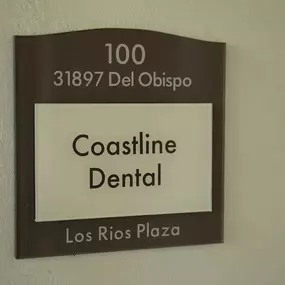 100
31897 Del Obispo
Coastline
Dental
Los Rios Plaza